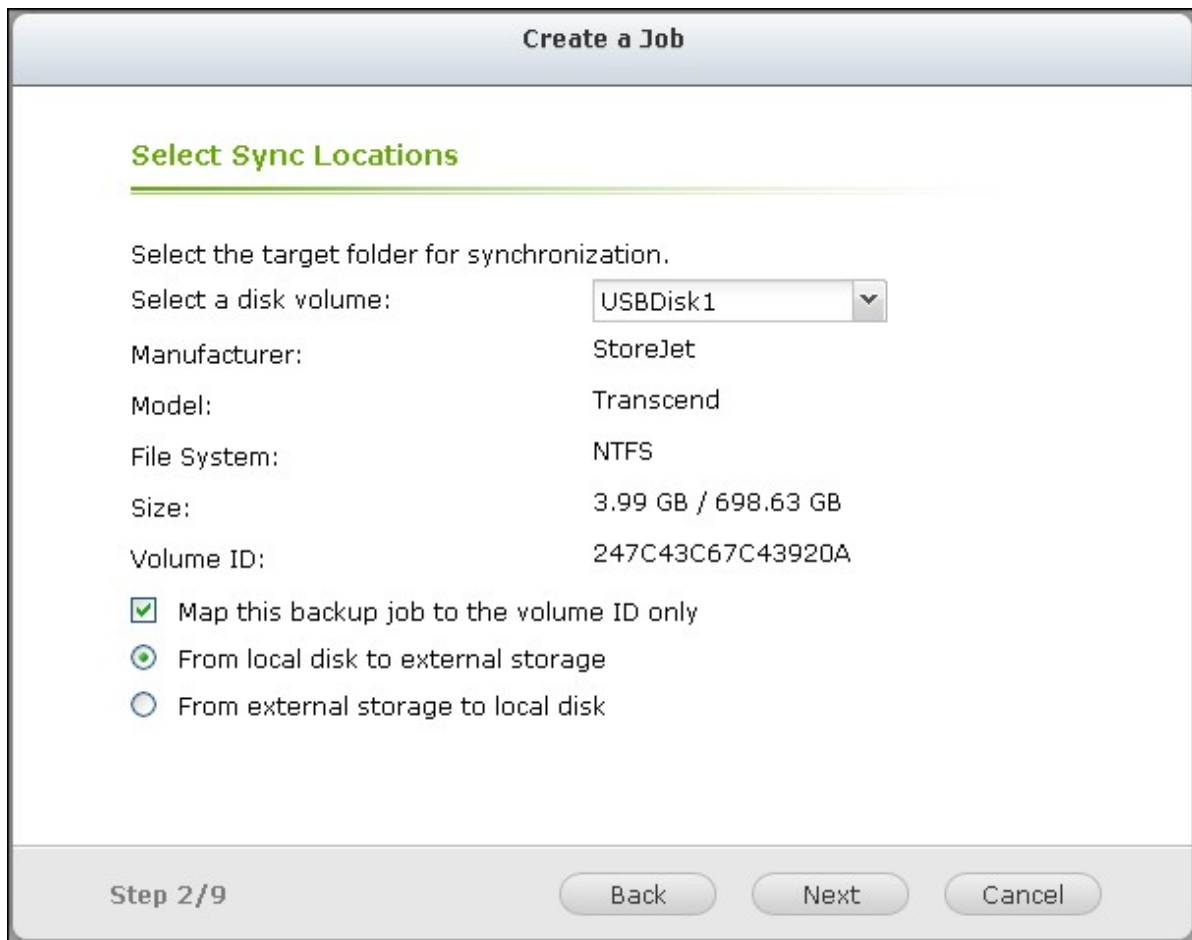 Create a Job
Select Sync Locations
Select the target folder for synchronization.
Select a disk volume: USBDisk1
Manufacturer: StoreJet
Model: Transcend
File System: NTFS
Size: 3.99 GB / 698.63 GB
Volume ID: 247C43C67C43920A
Map this backup job to the volume ID only
From local disk to external storage
From external storage to local disk
Step 2/9 Back Next Cancel